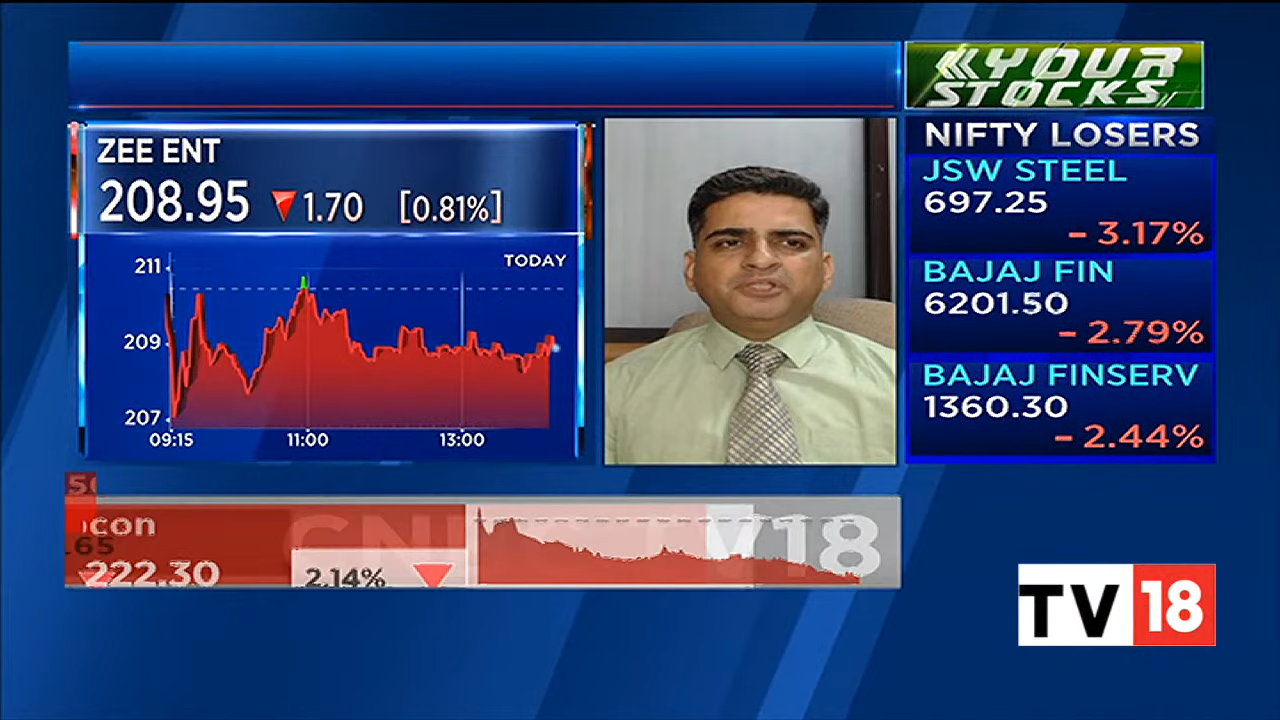 YOUR
STOCKS
ZEE ENT
208.95 1.70 [0.81%]
TODAY
211
209
207
09:15 11:00 13:00
NIFTY LOSERS
JSW STEEL
697.25
- 3.17%
BAJAJ FIN
6201.50
- 2.79%
BAJAJ FINSERV
1360.30
- 2.44%
con
222.30 2.14%
TV18
TV 18